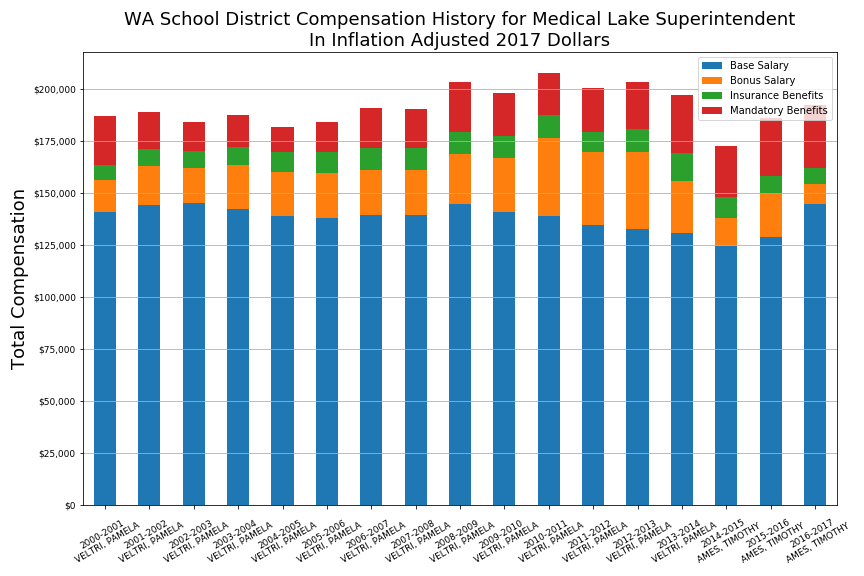 WA School District Compensation History for Medical Lake Superintendent
In Inflation Adjusted 2017 Dollars
Total Compensation
$200,000
$175,000
$150,000
$125,000
$100,000
$75,000
$50,000
$25,000
$0
Base Salary
Bonus Salary
Insurance Benefits
Mandatory Benefits
2000-2001
VELTRI, PAMELA
2001-2002
VELTRI, PAMELA
2002-2003
VELTRI, PAMELA
2003-2004
VELTRI, PAMELA
2004-2005
VELTRI, PAMELA
2005-2006
VELTRI, PAMELA
2006-2007
VELTRI, PAMELA
2007-2008
VELTRI, PAMELA
2008-2009
VELTRI, PAMELA
2009-2010
VELTRI, PAMELA
2010-2011
VELTRI, PAMELA
2011-2012
VELTRI, PAMELA
2012-2013
VELTRI, PAMELA
2013-2014
VELTRI, PAMELA
2014-2015
AMES, TIMOTHY
2015-2016
AMES, TIMOTHY
2016-2017
AMES, TIMOTHY